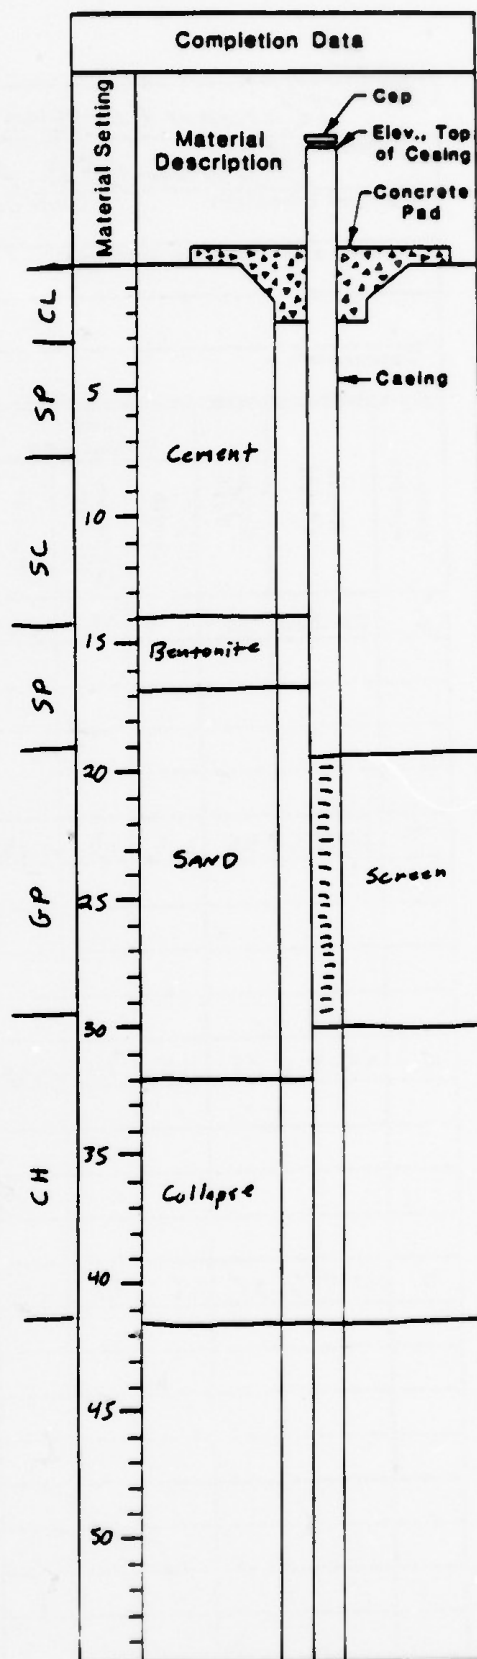 Completion Data
Material Setting
Material
Description
Cap
Elev., Top
of Casing
Concrete
Pad
CL
SP
5
Casing
Cement
10
SC
15
Bentonite
SP
20
SAND
Screen
GP
25
30
35
CH
Collapse
40
45
50